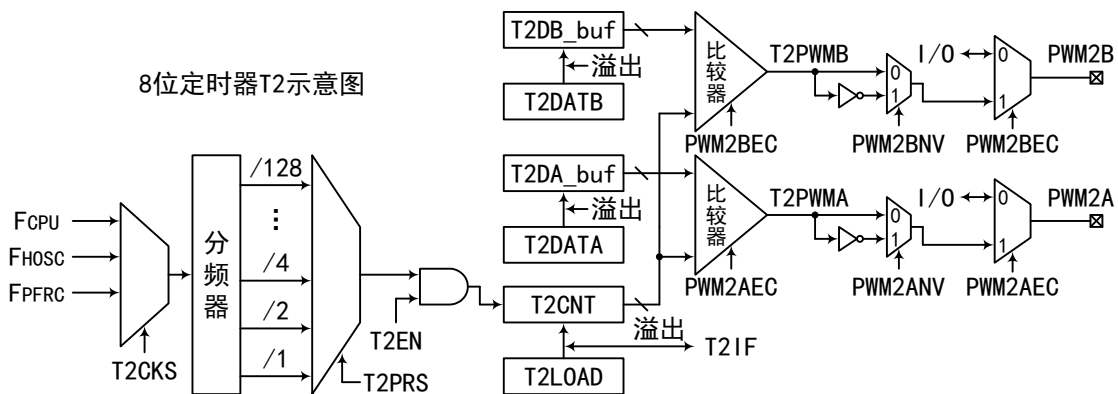 8位定时器T2示意图
T2DB_buf
溢出
T2DATB
比较器
PWM2BEC
T2PWMB
0
1
PWM2BNV
I/O
0
1
PWM2BEC
PWM2B
T2DA_buf
溢出
T2DATA
比较器
PWM2AEC
T2PWMA
0
1
PWM2ANV
I/O
0
1
PWM2AEC
PWM2A
FCPU
FHOSC
FPFRC
T2CKS
分频器
/128
⋮
/4
/2
/1
T2PRS
T2EN
T2CNT
溢出
T2IF
T2LOAD